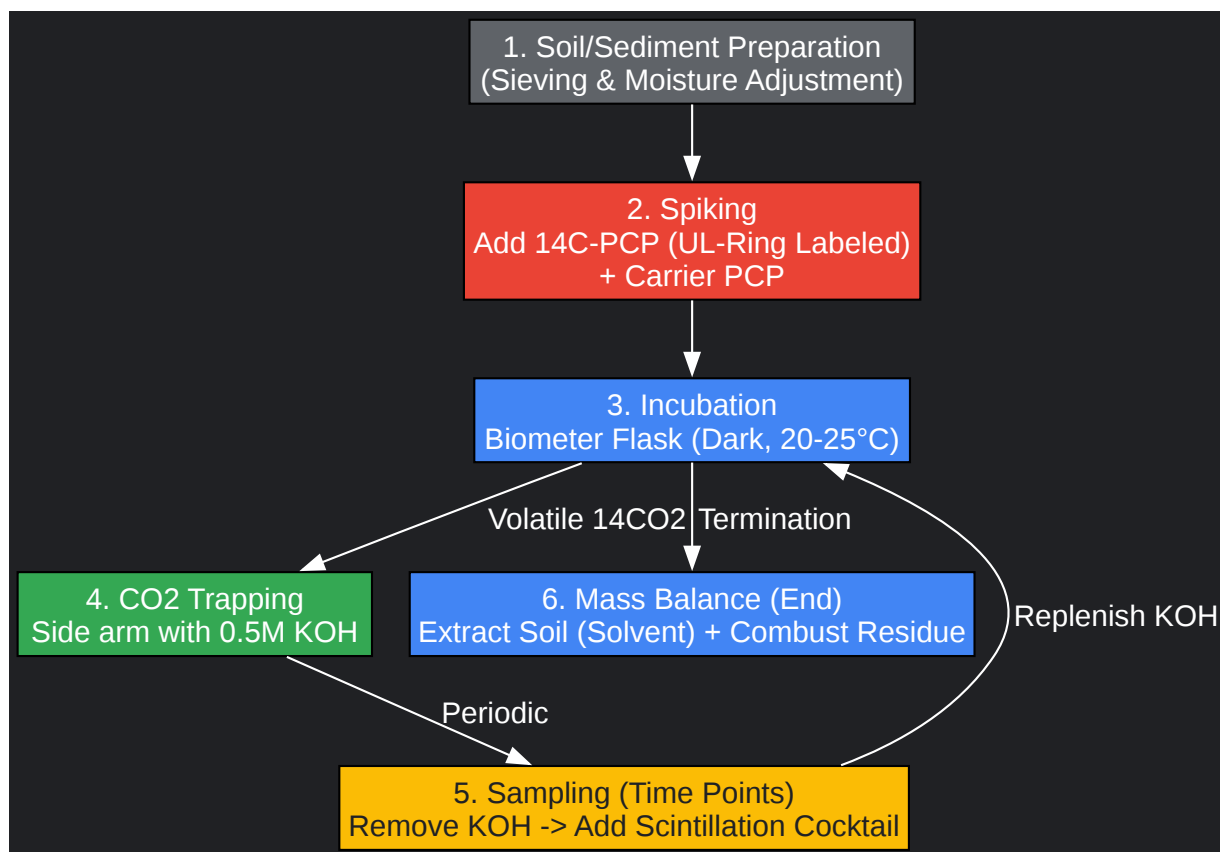 1. Soil/Sediment Preparation
(Sieving & Moisture Adjustment)
2. Spiking
Add 14C-PCP (UL-Ring Labeled)
+ Carrier PCP
3. Incubation
Biometer Flask (Dark, 20-25°C)
Volatile 14CO2
Termination
4. CO2 Trapping
Side arm with 0.5M KOH
6. Mass Balance (End)
Extract Soil (Solvent) + Combust Residue
Replenish KOH
Periodic
5. Sampling (Time Points)
Remove KOH -> Add Scintillation Cocktail